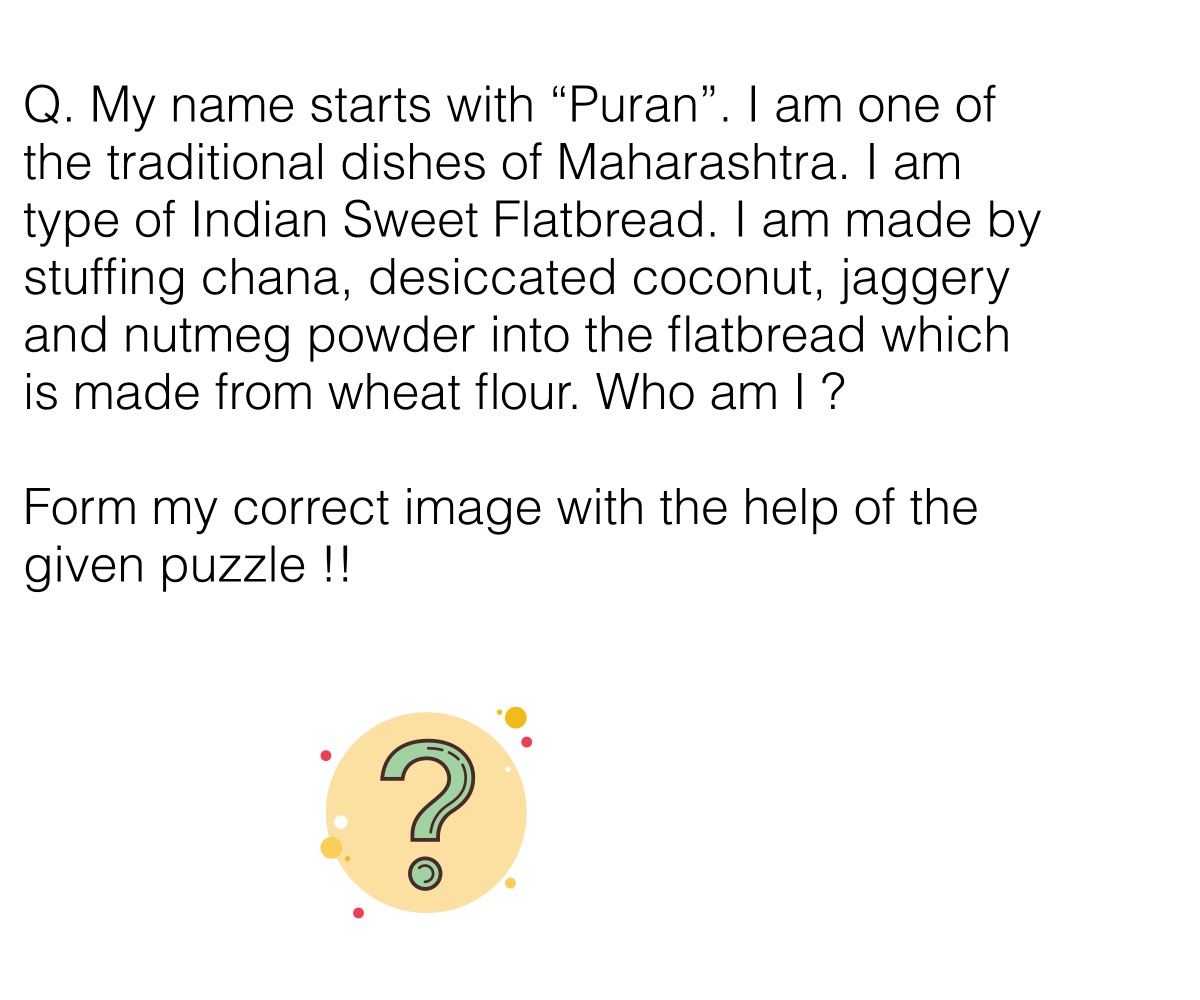 Q. My name starts with “Puran”. I am one of
the traditional dishes of Maharashtra. I am
type of Indian Sweet Flatbread. I am made by
stuffing chana, desiccated coconut, jaggery
and nutmeg powder into the flatbread which
is made from wheat flour. Who am I ?
Form my correct image with the help of the
given puzzle !!